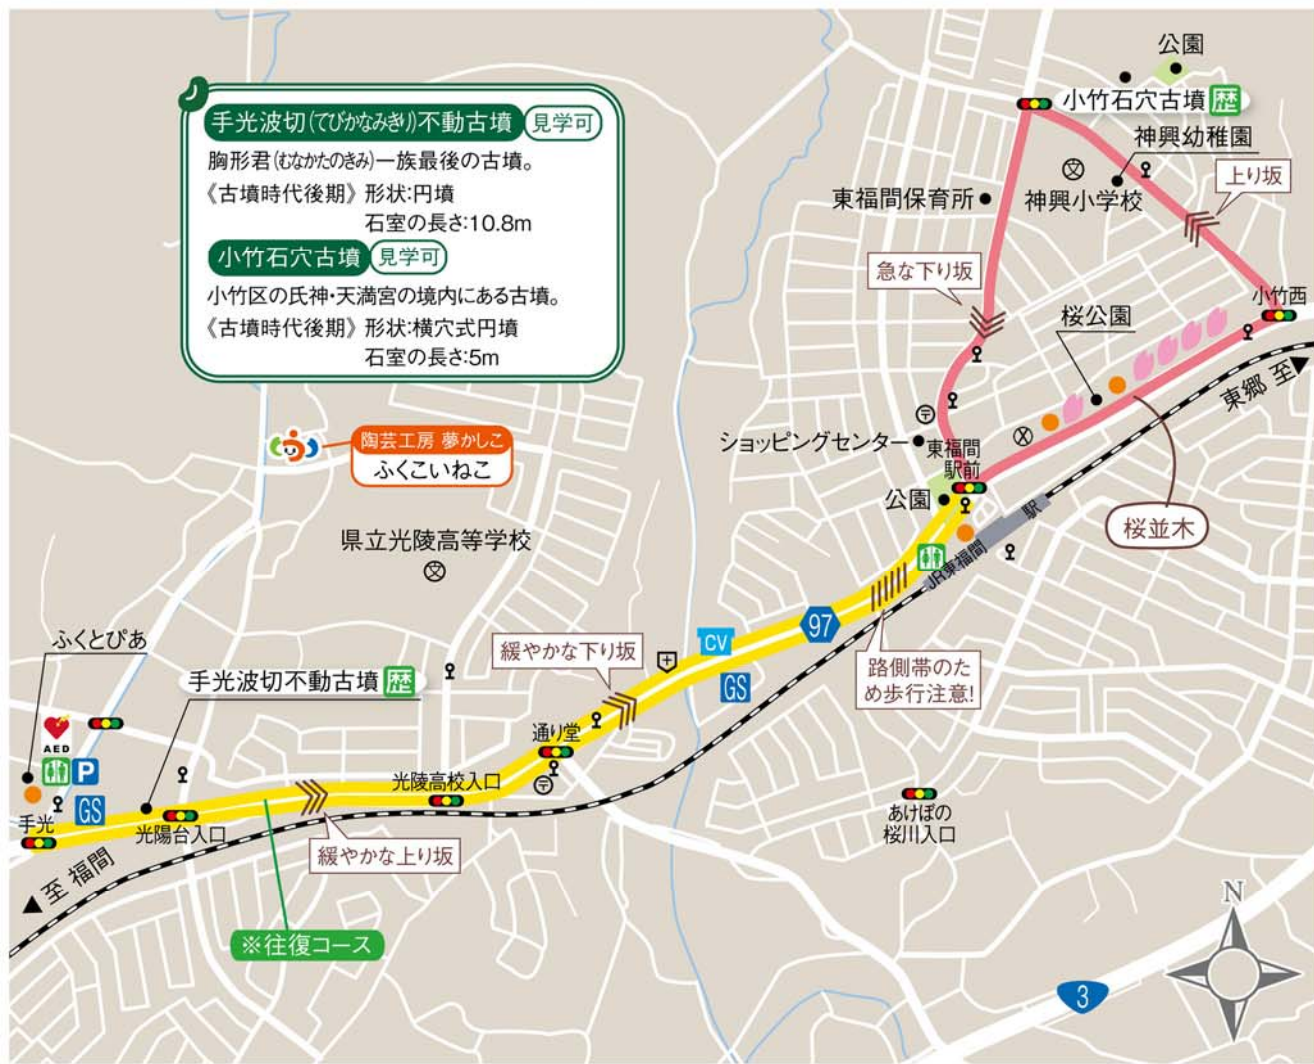 手光波切(てびかなみきり)不動古墳 見学可
胸形君(むなかたのきみ)一族最後の古墳。
《古墳時代後期》形状:円墳
石室の長さ:10.8m
小竹石穴古墳 見学可
小竹区の氏神・天満宮の境内にある古墳。
《古墳時代後期》形状:横穴式円墳
石室の長さ:5m
公園
小竹石穴古墳 歴
神興幼稚園
文
神興小学校
上り坂
東福間保育所
急な下り坂
小竹西
桜公園
東郷 至▶
〒
ショッピングセンター
東福間
駅前
公園
JR東福間
駅
桜並木
陶芸工房 夢かしこ
ふくこいねこ
県立光陵高等学校
文
97
CV
GS
緩やかな下り坂
路側帯のた
め歩行注意!
ふくとぴあ
手光波切不動古墳 歴
AED
P
GS
手光
光陽台入口
光陵高校入口
通り堂
〒
緩やかな上り坂
◀至 福間
※往復コース
あけぼの
桜川入口
N
3